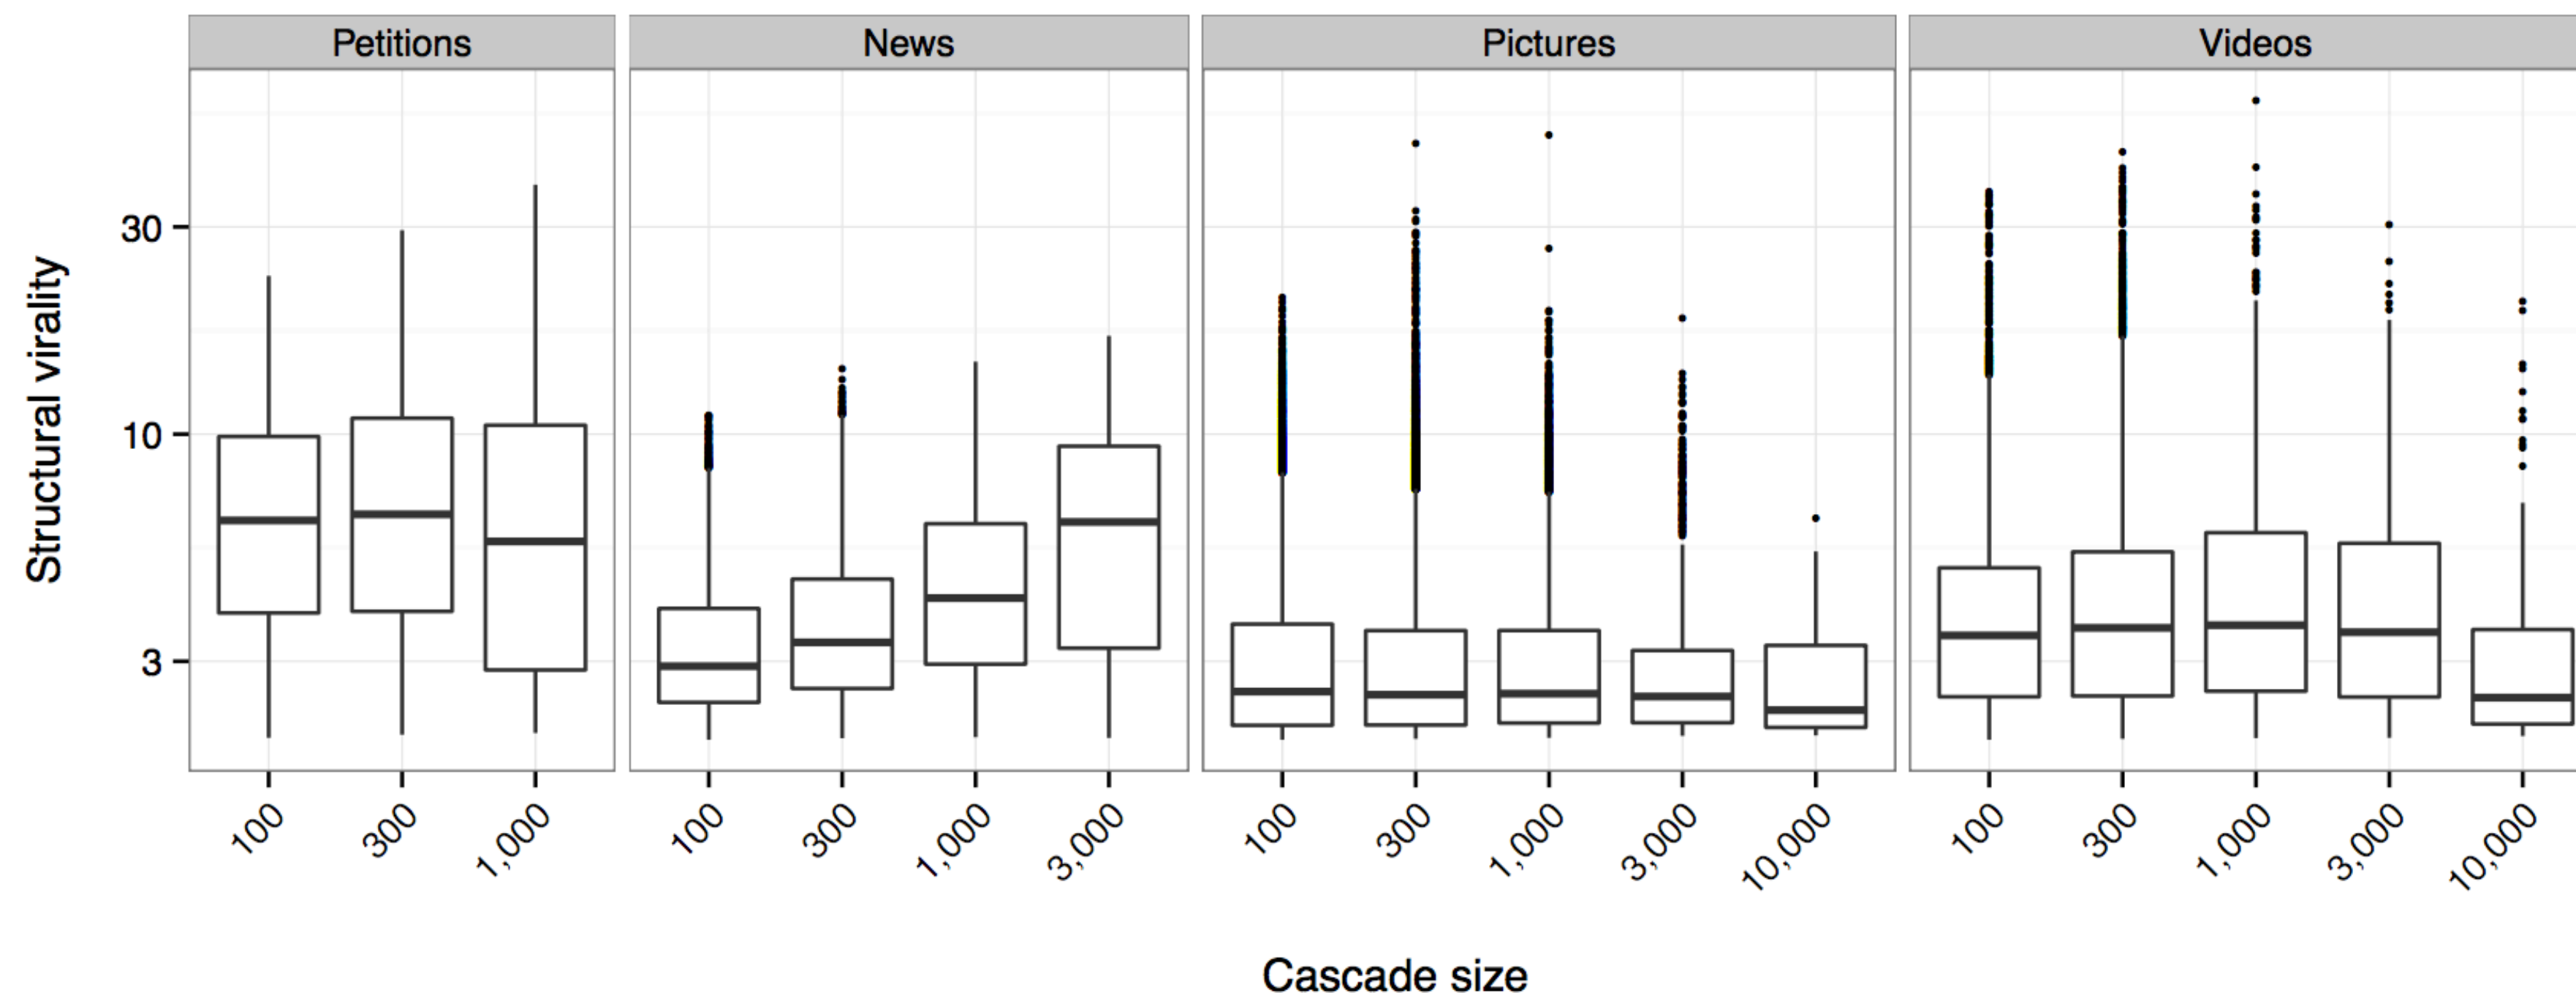 Petitions
News
Pictures
Videos
Structural virality
30
10
3
100 300 1,000
100 300 1,000 3,000
100 300 1,000 3,000 10,000
100 300 1,000 3,000 10,000
Cascade size